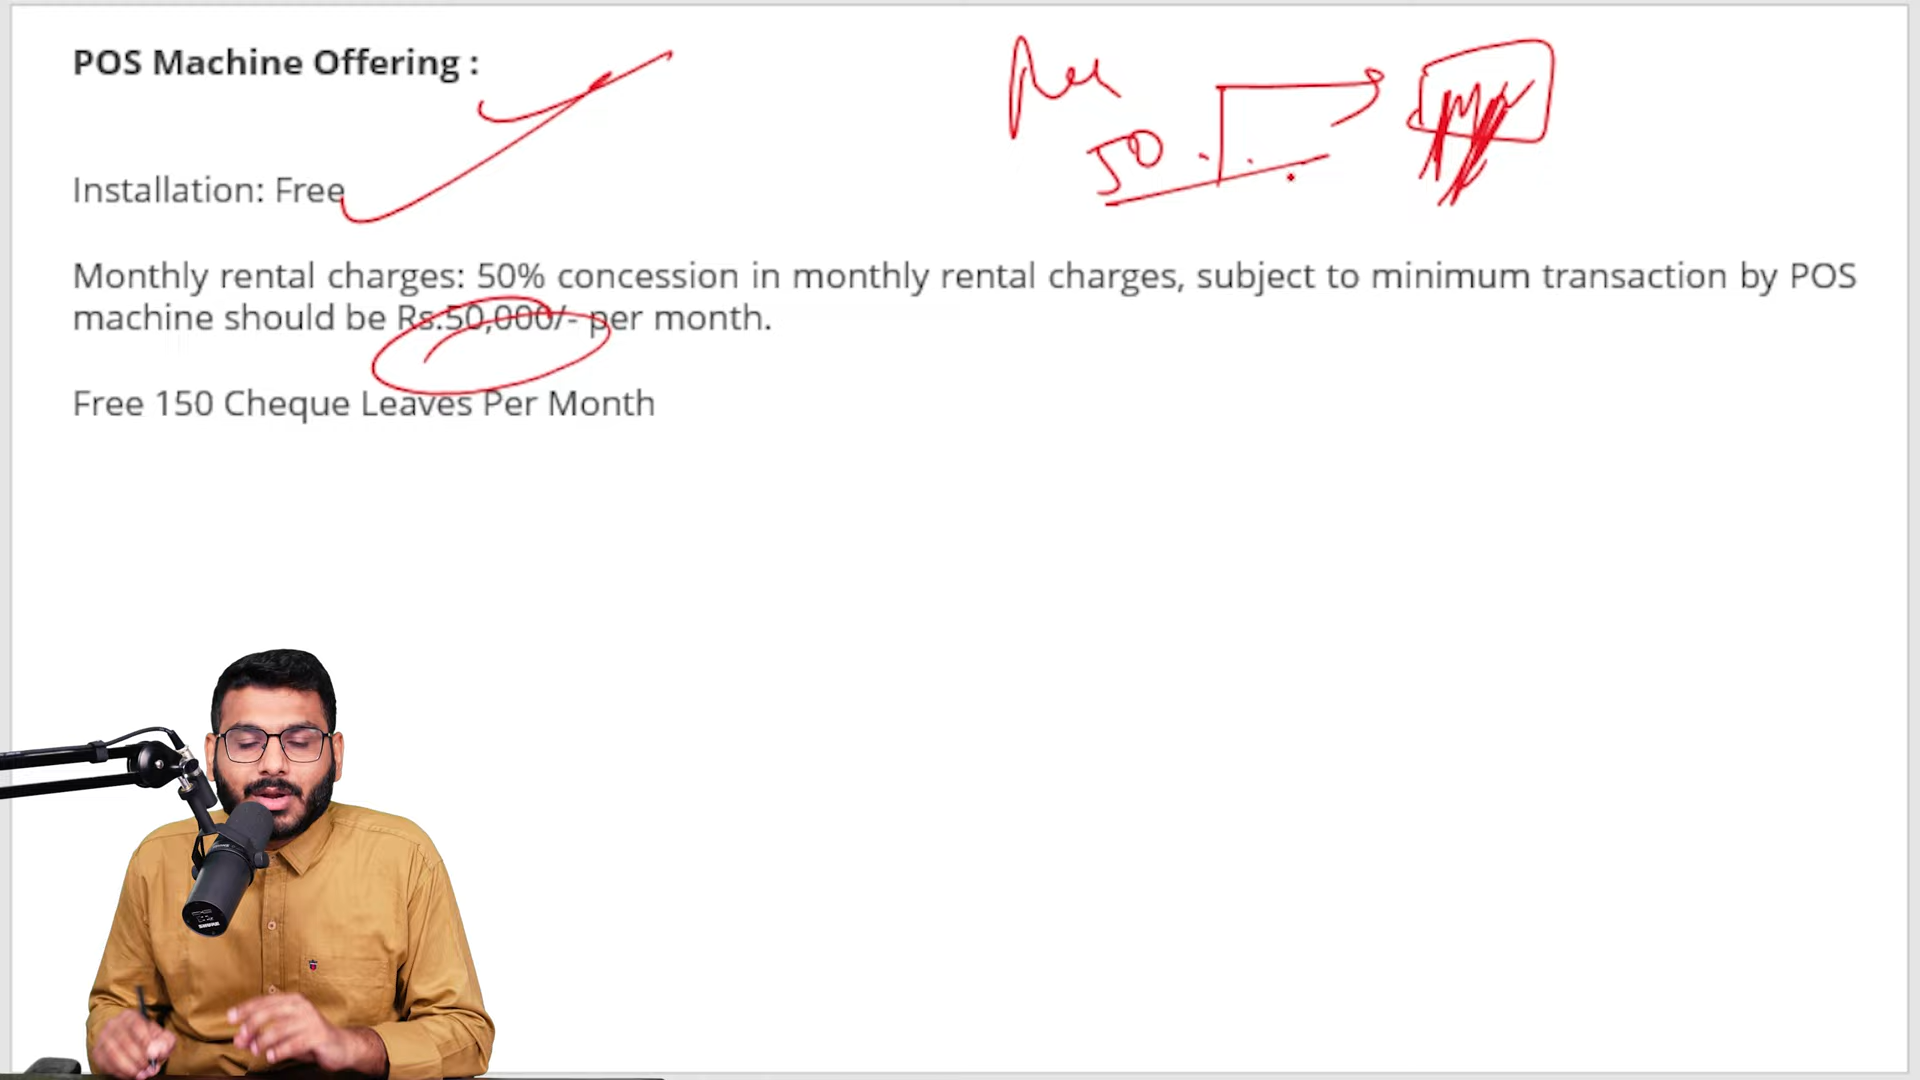 POS Machine Offering :
50
Installation: Free
Monthly rental charges: 50% concession in monthly rental charges, subject to minimum transaction by POS
machine should be Rs.50,000/- per month.
Free 150 Cheque Leaves Per Month